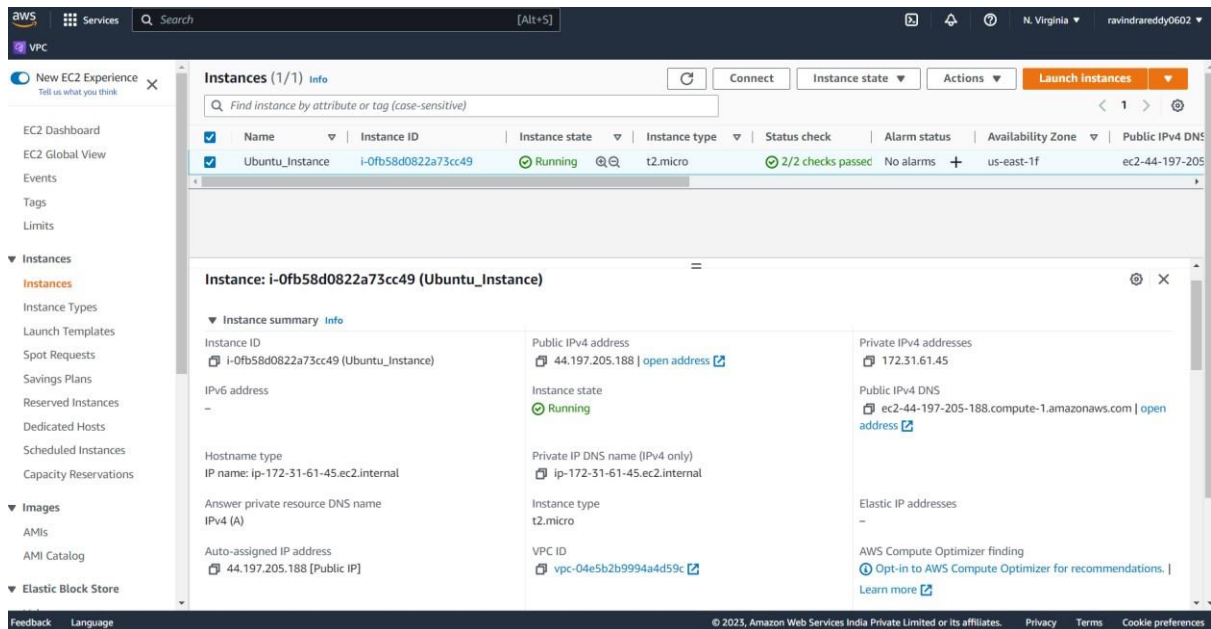 aws Services Search [Alt+S] N. Virginia ravindrareddy0602
VPC
New EC2 Experience
Tell us what you think
EC2 Dashboard
EC2 Global View
Events
Tags
Limits
Instances
Instances
Instance Types
Launch Templates
Spot Requests
Savings Plans
Reserved Instances
Dedicated Hosts
Scheduled Instances
Capacity Reservations
Images
AMIs
AMI Catalog
Elastic Block Store
Instances (1/1) Info Connect Instance state Actions Launch instances
Find instance by attribute or tag (case-sensitive) 1
Name Instance ID Instance state Instance type Status check Alarm status Availability Zone Public IPv4 DNS
Ubuntu_Instance i-0fb58d0822a73cc49 Running t2.micro 2/2 checks passed No alarms + us-east-1f ec2-44-197-205
Instance: i-0fb58d0822a73cc49 (Ubuntu_Instance)
Instance summary Info
Instance ID Public IPv4 address Private IPv4 addresses
i-0fb58d0822a73cc49 (Ubuntu_Instance) 44.197.205.188 | open address 172.31.61.45
IPv6 address Instance state Public IPv4 DNS
– Running ec2-44-197-205-188.compute-1.amazonaws.com | open
address
Hostname type Private IP DNS name (IPv4 only)
IP name: ip-172-31-61-45.ec2.internal ip-172-31-61-45.ec2.internal
Answer private resource DNS name Instance type Elastic IP addresses
IPv4 (A) t2.micro –
Auto-assigned IP address VPC ID AWS Compute Optimizer finding
44.197.205.188 [Public IP] vpc-04e5b2b9994a4d59c Opt-in to AWS Compute Optimizer for recommendations. |
Learn more
Feedback Language © 2023, Amazon Web Services India Private Limited or its affiliates. Privacy Terms Cookie preferences